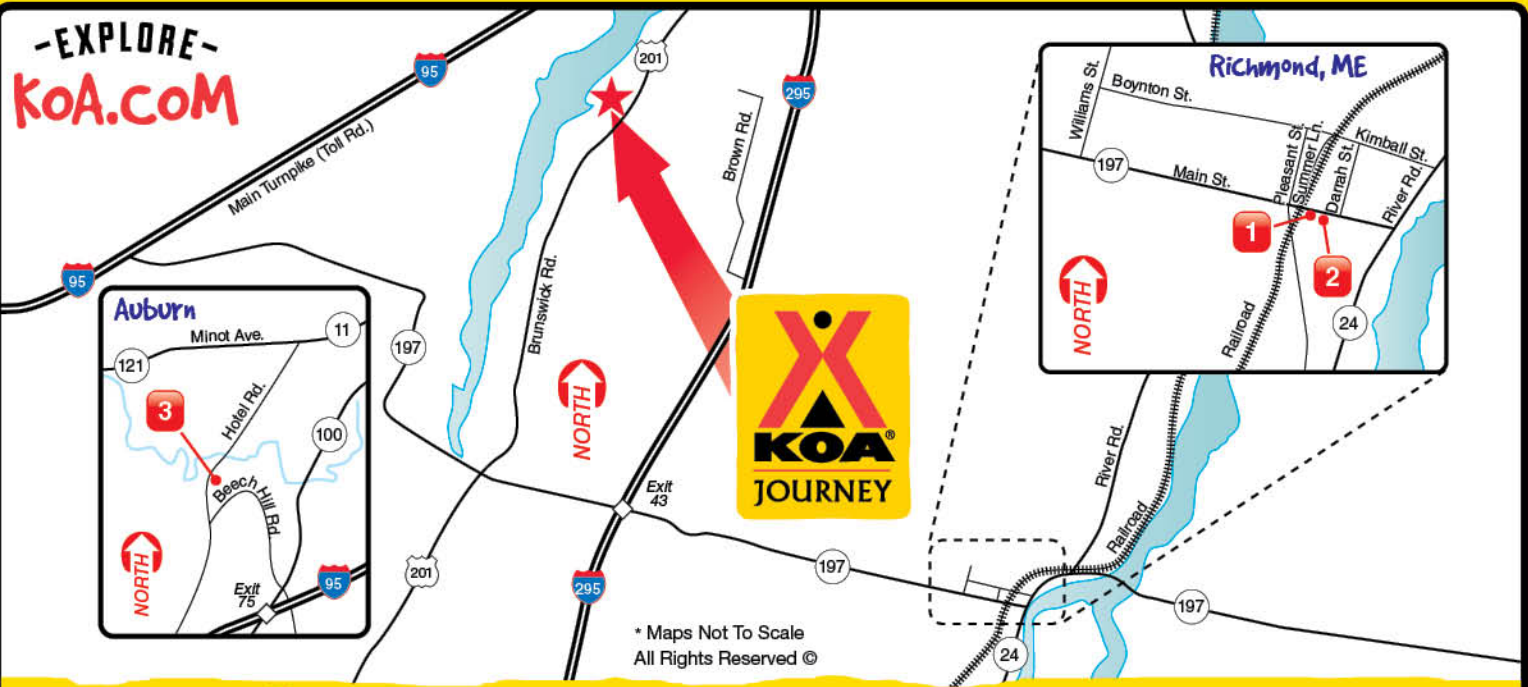 -EXPLORE-
KOA.COM
95
Main Turnpike (Toll Rd.)
95
201
295
Brown Rd.
Brunswick Rd.
197
NORTH
Exit
43
201
295
KOA®
JOURNEY
* Maps Not To Scale
All Rights Reserved ©
197
River Rd.
Railroad
24
197
Auburn
Minot Ave.
11
121
3
Hotel Rd.
100
Beech Hill Rd.
NORTH
Exit
75
95
Richmond, ME
Williams St.
Boynton St.
Pleasant St.
Summer Ln.
Kimball St.
Darrah St.
197
Main St.
River Rd.
1
2
NORTH
Railroad
24